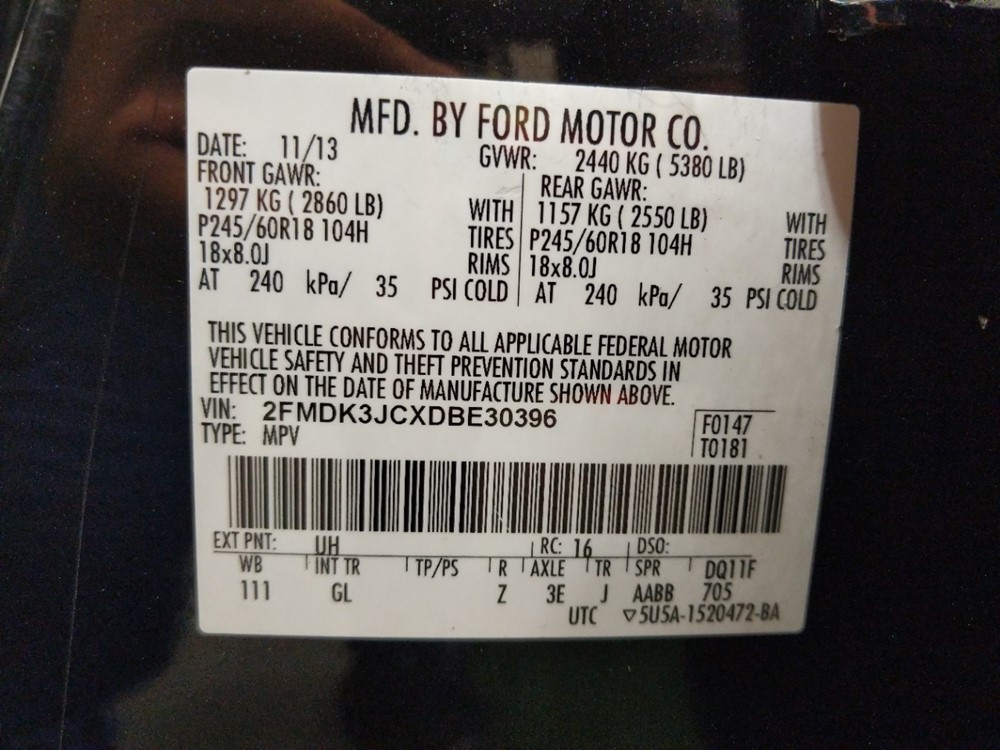 MFD. BY FORD MOTOR CO.
DATE: 11/13 GVWR: 2440 KG ( 5380 LB)
FRONT GAWR: REAR GAWR:
1297 KG ( 2860 LB) WITH 1157 KG ( 2550 LB) WITH
P245/60R18 104H TIRES P245/60R18 104H TIRES
18x8.0J RIMS 18x8.0J RIMS
AT 240 kPa/ 35 PSI COLD AT 240 kPa/ 35 PSI COLD
THIS VEHICLE CONFORMS TO ALL APPLICABLE FEDERAL MOTOR
VEHICLE SAFETY AND THEFT PREVENTION STANDARDS IN
EFFECT ON THE DATE OF MANUFACTURE SHOWN ABOVE.
VIN: 2FMDK3JCXDBE30396 F0147
TYPE: MPV T0181
EXT PNT: UH RC: 16 DSO:
WB INT TR TP/PS R AXLE TR SPR DQ11F
111 GL Z 3E J AABB 705
UTC ▽5U5A-1520472-BA